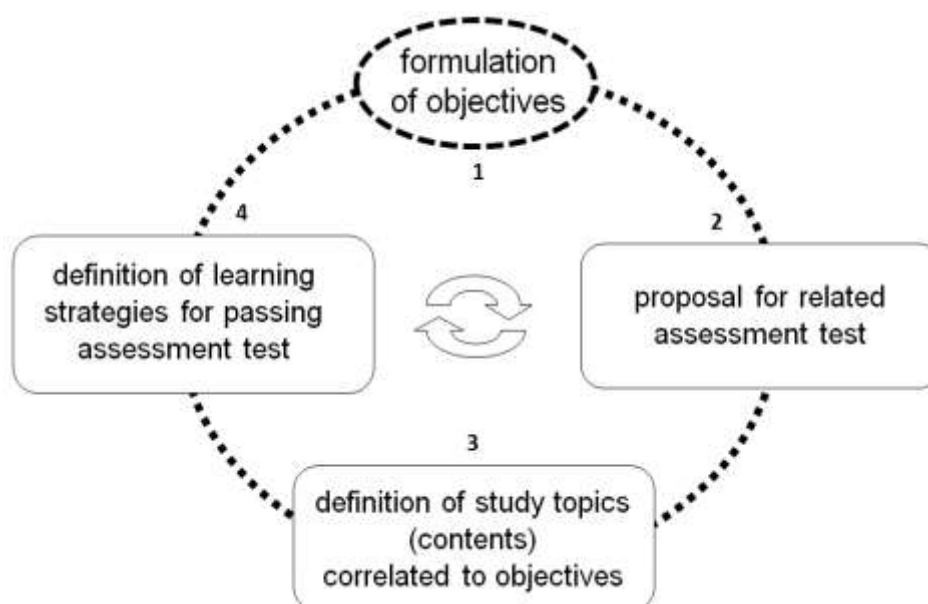 formulation
of objectives
1
2
proposal for related
assessment test
3
definition of study topics
(contents)
correlated to objectives
4
definition of learning
strategies for passing
assessment test